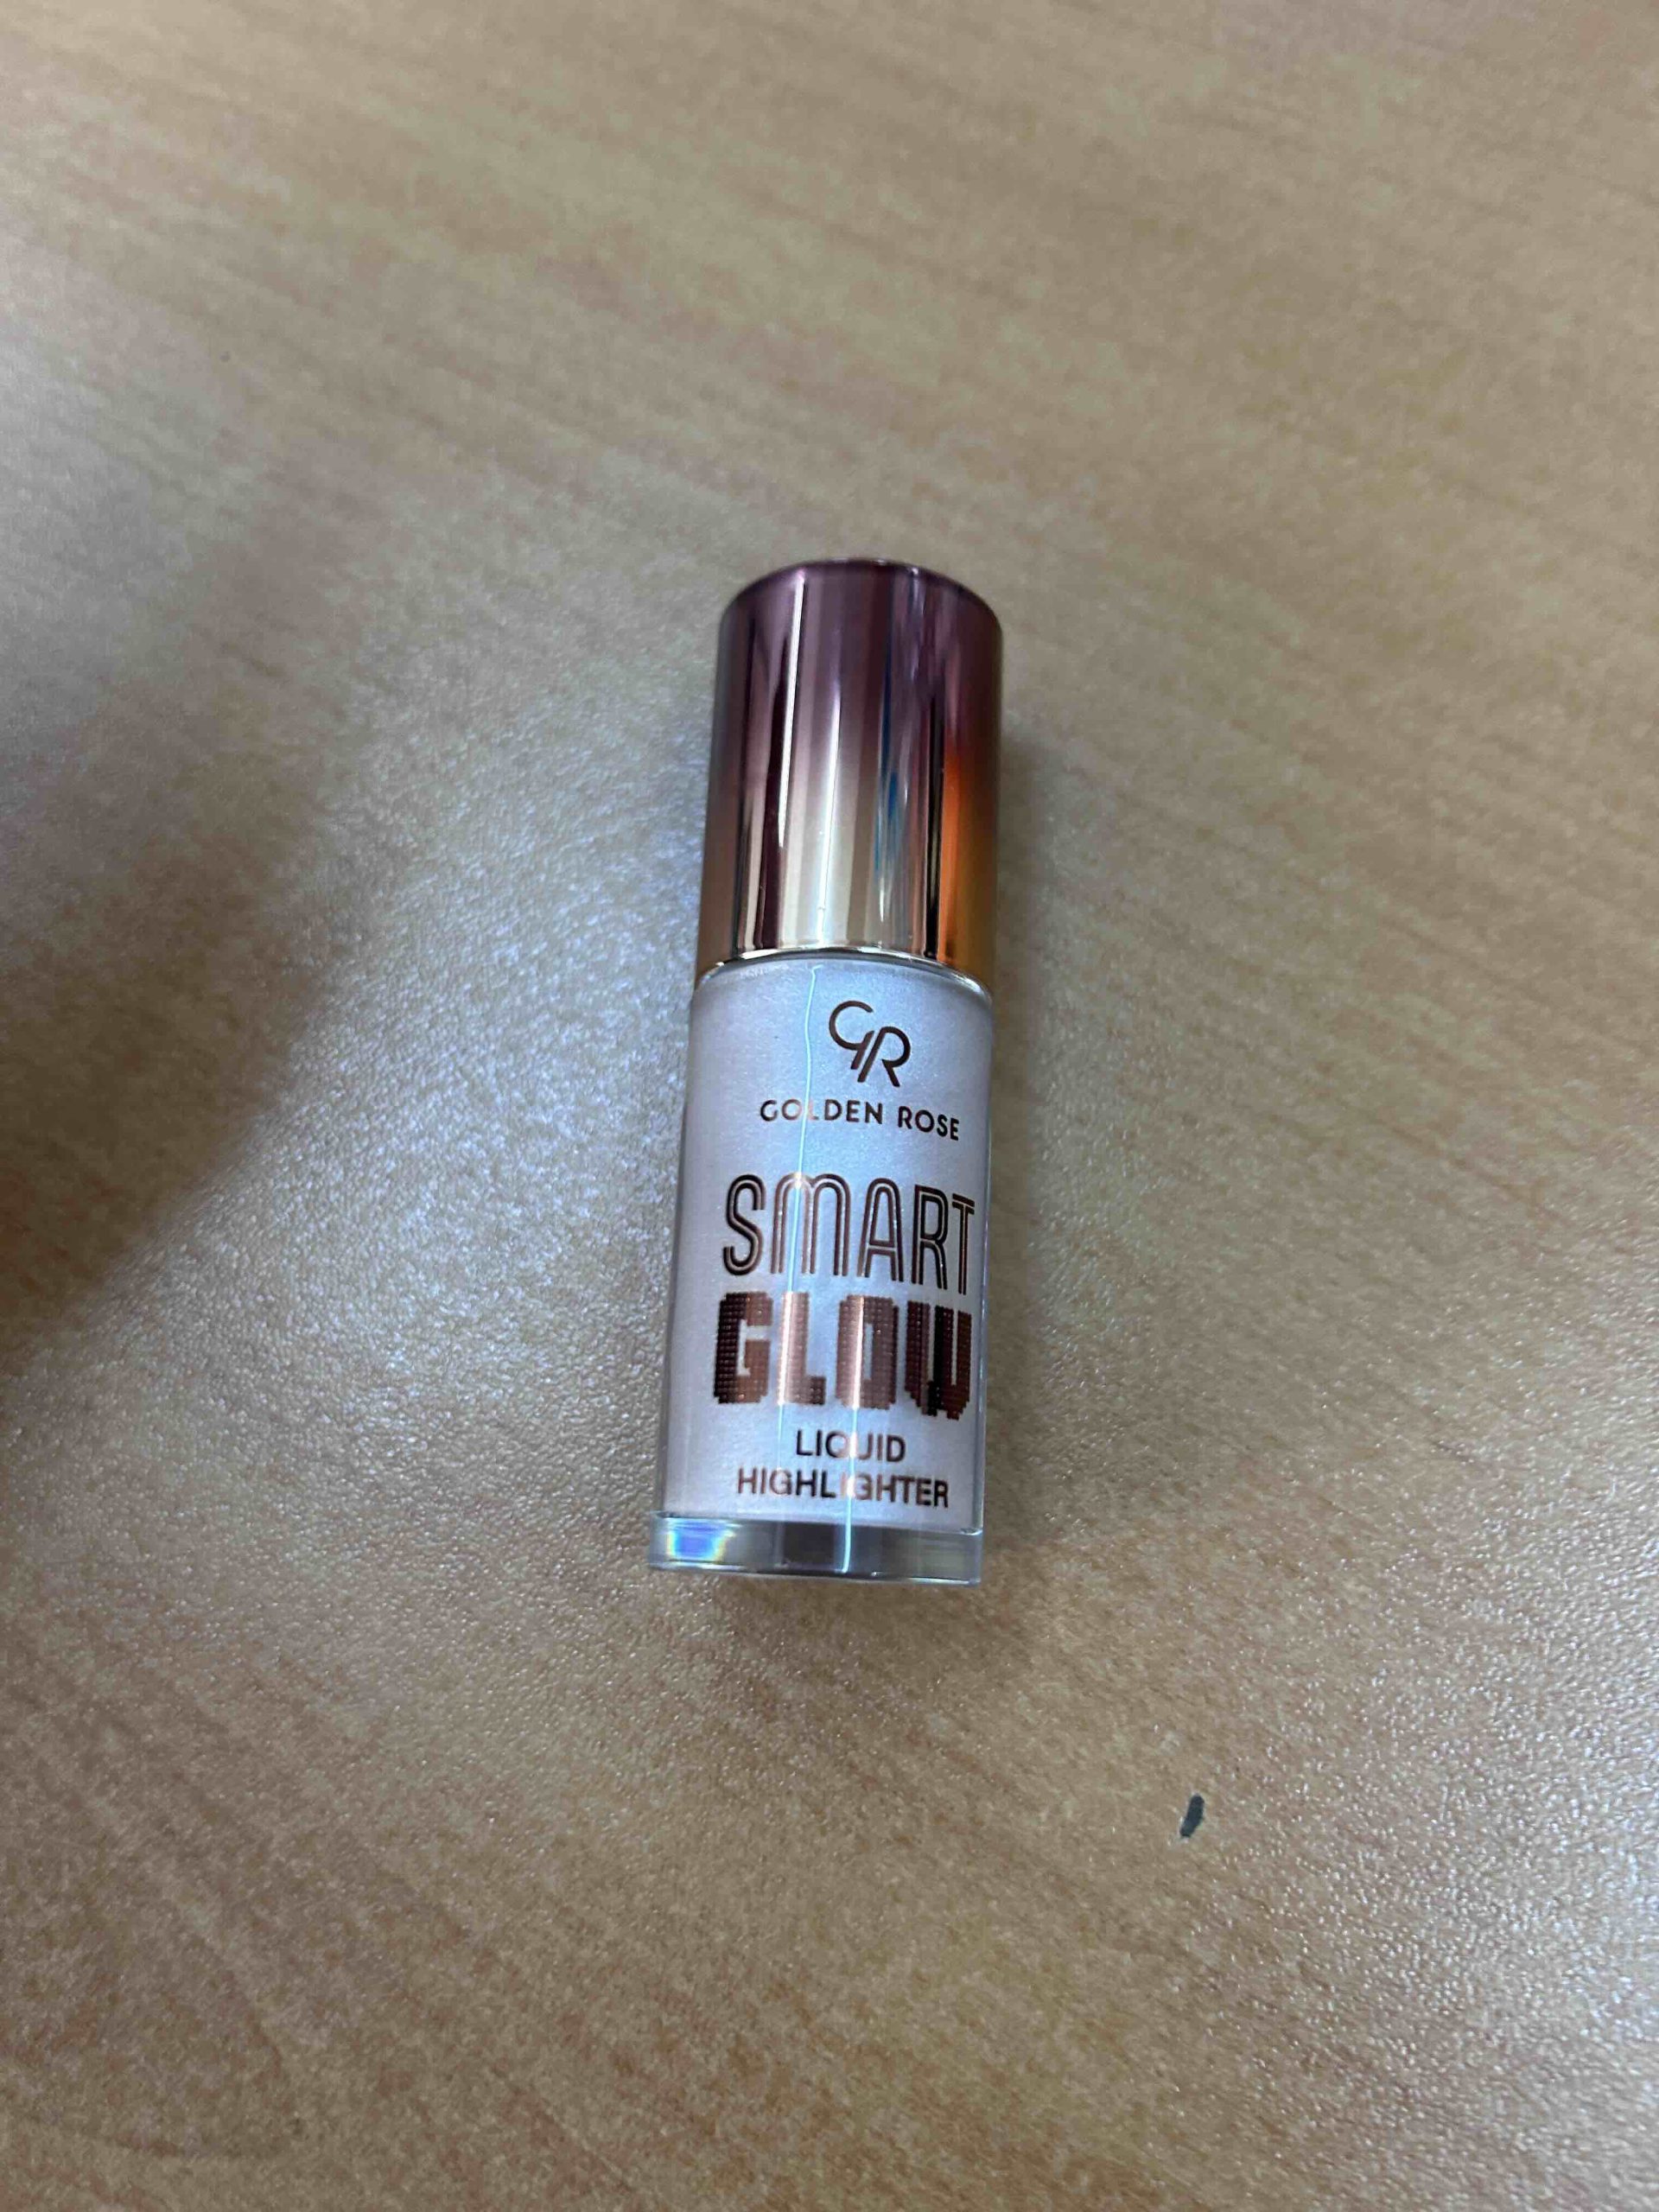 GR
GOLDEN ROSE
SMART
GLOW
LIQUID
HIGHLIGHTER